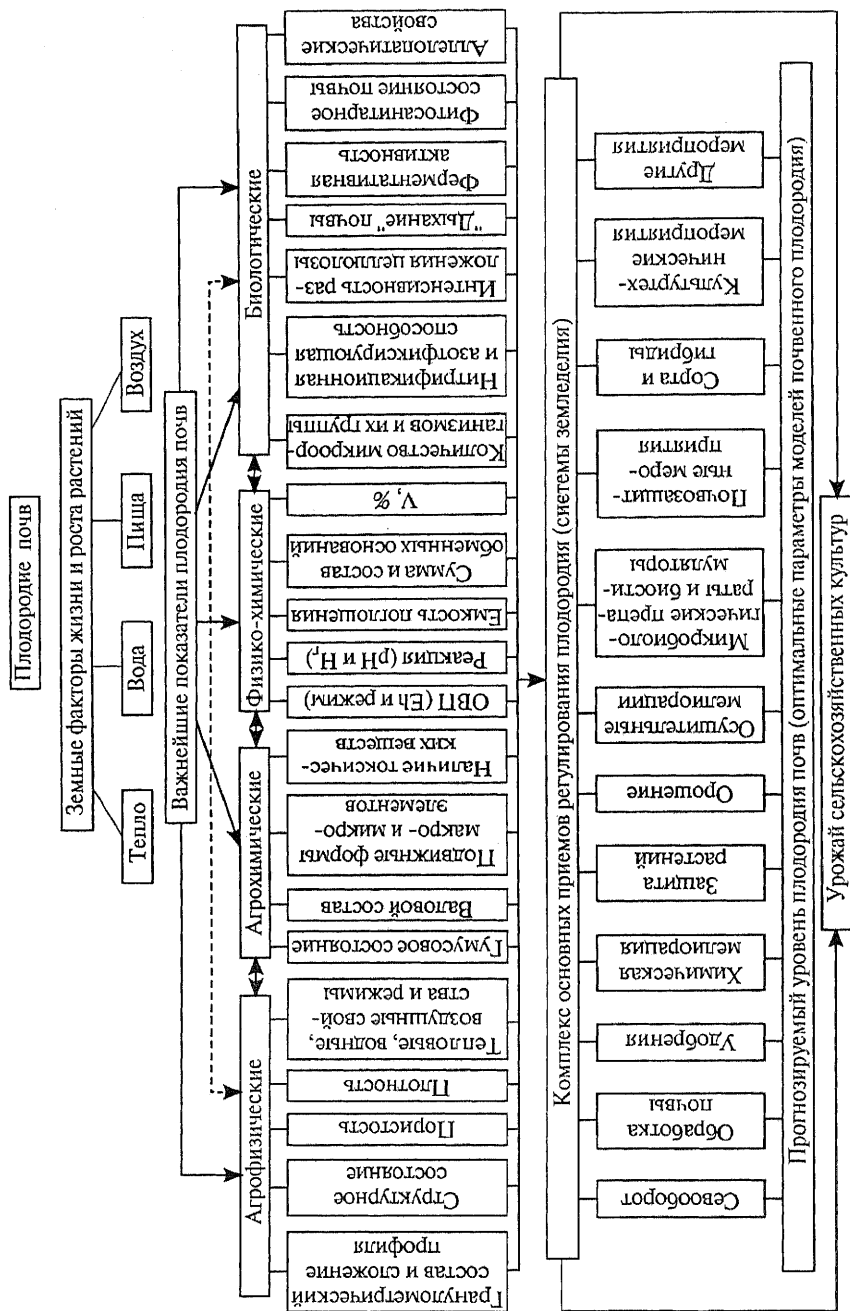 Плодородие почв
Земные факторы жизни и роста растений
Тепло
Вода
Пища
Воздух
Важнейшие показатели плодородия почв
Агрофизические
Агрохимические
Физико-химические
Биологические
Гранулометрический
состав и сложение
профиля
Структурное
состояние
Пористость
Плотность
Тепловые, водные,
воздушные свой-
ства и режимы
Гумусовое состояние
Валовой состав
Подвижные формы
макро- и микро-
элементов
Наличие токсичес-
ких веществ
ОВП (Eh и режим)
Реакция (pH и Hг)
Емкость поглощения
Сумма и состав
обменных оснований
V, %
Количество микроор-
ганизмов и их группы
Нитрификационная
и азотфиксирующая
способность
Интенсивность раз-
ложения целлюлозы
"Дыхание" почвы
Ферментативная
активность
Фитосанитарное
состояние почвы
Аллелопатические
свойства
Комплекс основных приемов регулирования плодородия (системы земледелия)
Севооборот
Обработка
почвы
Удобрения
Химическая
мелиорация
Защита
растений
Орошение
Осушительные
мелиорации
Микробиоло-
гические препа-
раты и биости-
муляторы
Почвозащит-
ные меро-
приятия
Сорта и
гибриды
Культуртех-
нические
мероприятия
Другие
мероприятия
Прогнозируемый уровень плодородия почв (оптимальные параметры моделей почвенного плодородия)
Урожай сельскохозяйственных культур